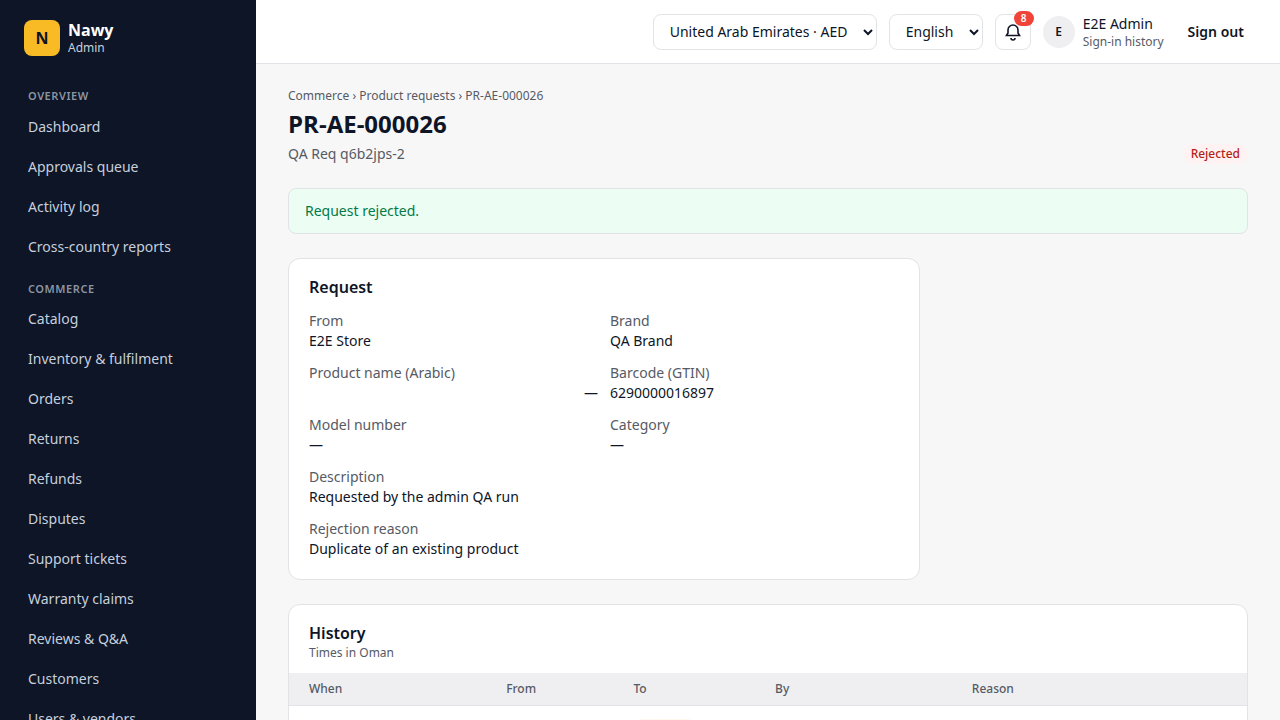 N
Nawy
Admin
United Arab Emirates · AED
English
8
E
E2E Admin
Sign-in history
Sign out
OVERVIEW
Dashboard
Approvals queue
Activity log
Cross-country reports
COMMERCE
Catalog
Inventory & fulfilment
Orders
Returns
Refunds
Disputes
Support tickets
Warranty claims
Reviews & Q&A
Customers
Users & vendors
Commerce › Product requests › PR-AE-000026
PR-AE-000026
QA Req q6b2jps-2
Rejected
Request rejected.
Request
From
E2E Store
Brand
QA Brand
Product name (Arabic)
—
Barcode (GTIN)
6290000016897
Model number
—
Category
—
Description
Requested by the admin QA run
Rejection reason
Duplicate of an existing product
History
Times in Oman
When From To By Reason